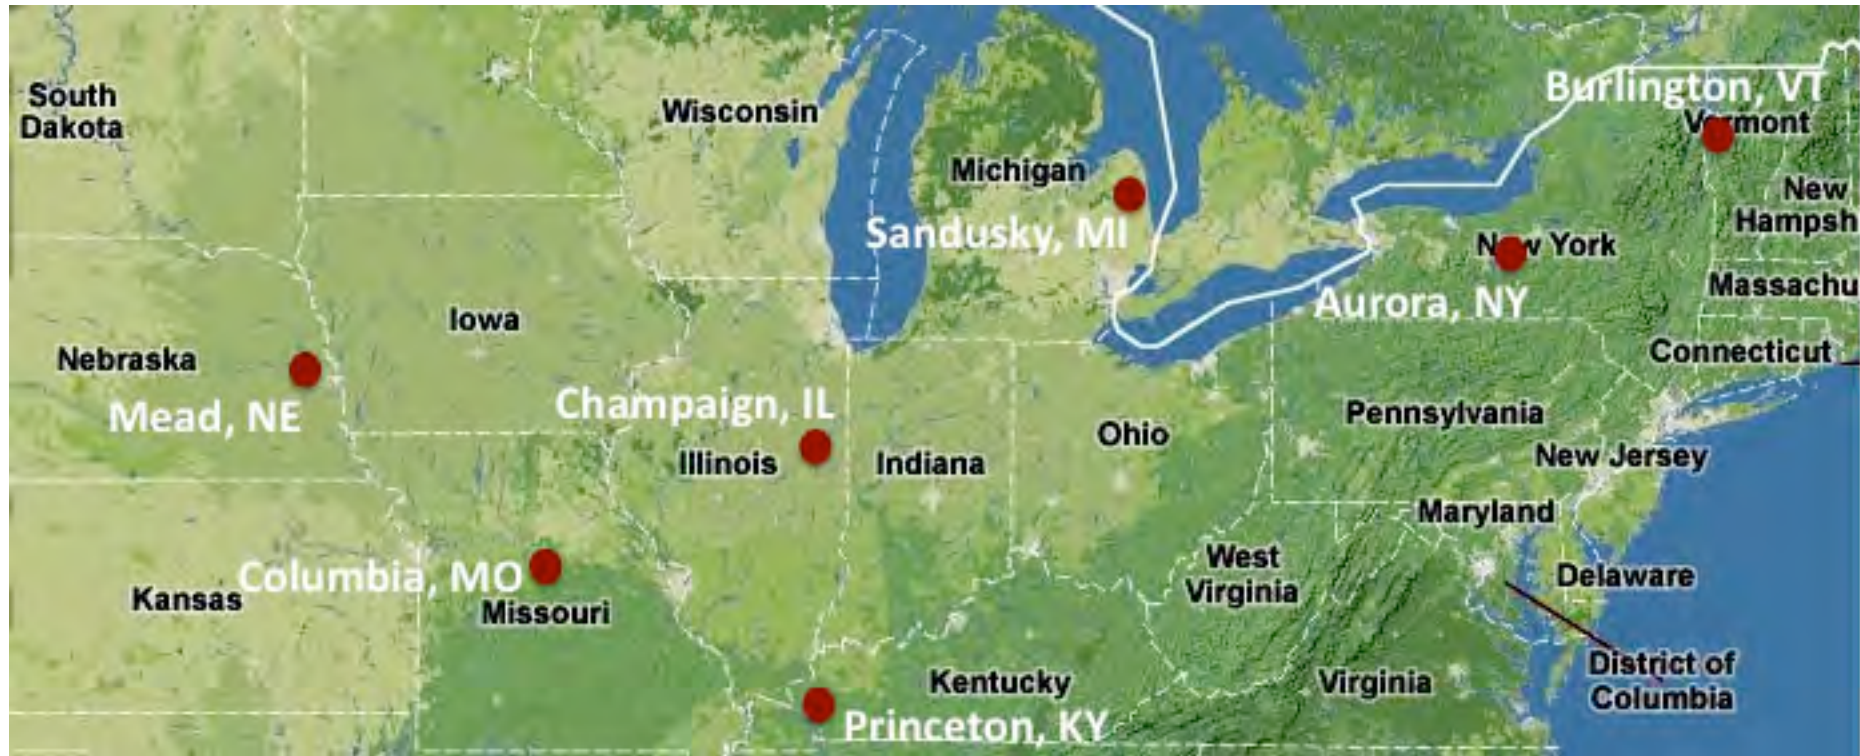 South
Dakota
Wisconsin
Burlington, VT
Vermont
Michigan
New
Hampsh
Sandusky, MI
New York
Massachu
Aurora, NY
Iowa
Nebraska
Connecticut
Mead, NE
Champaign, IL
Pennsylvania
Ohio
Illinois
Indiana
New Jersey
Maryland
Columbia, MO
Kansas
Missouri
West
Virginia
Delaware
District of
Columbia
Kentucky
Virginia
Princeton, KY